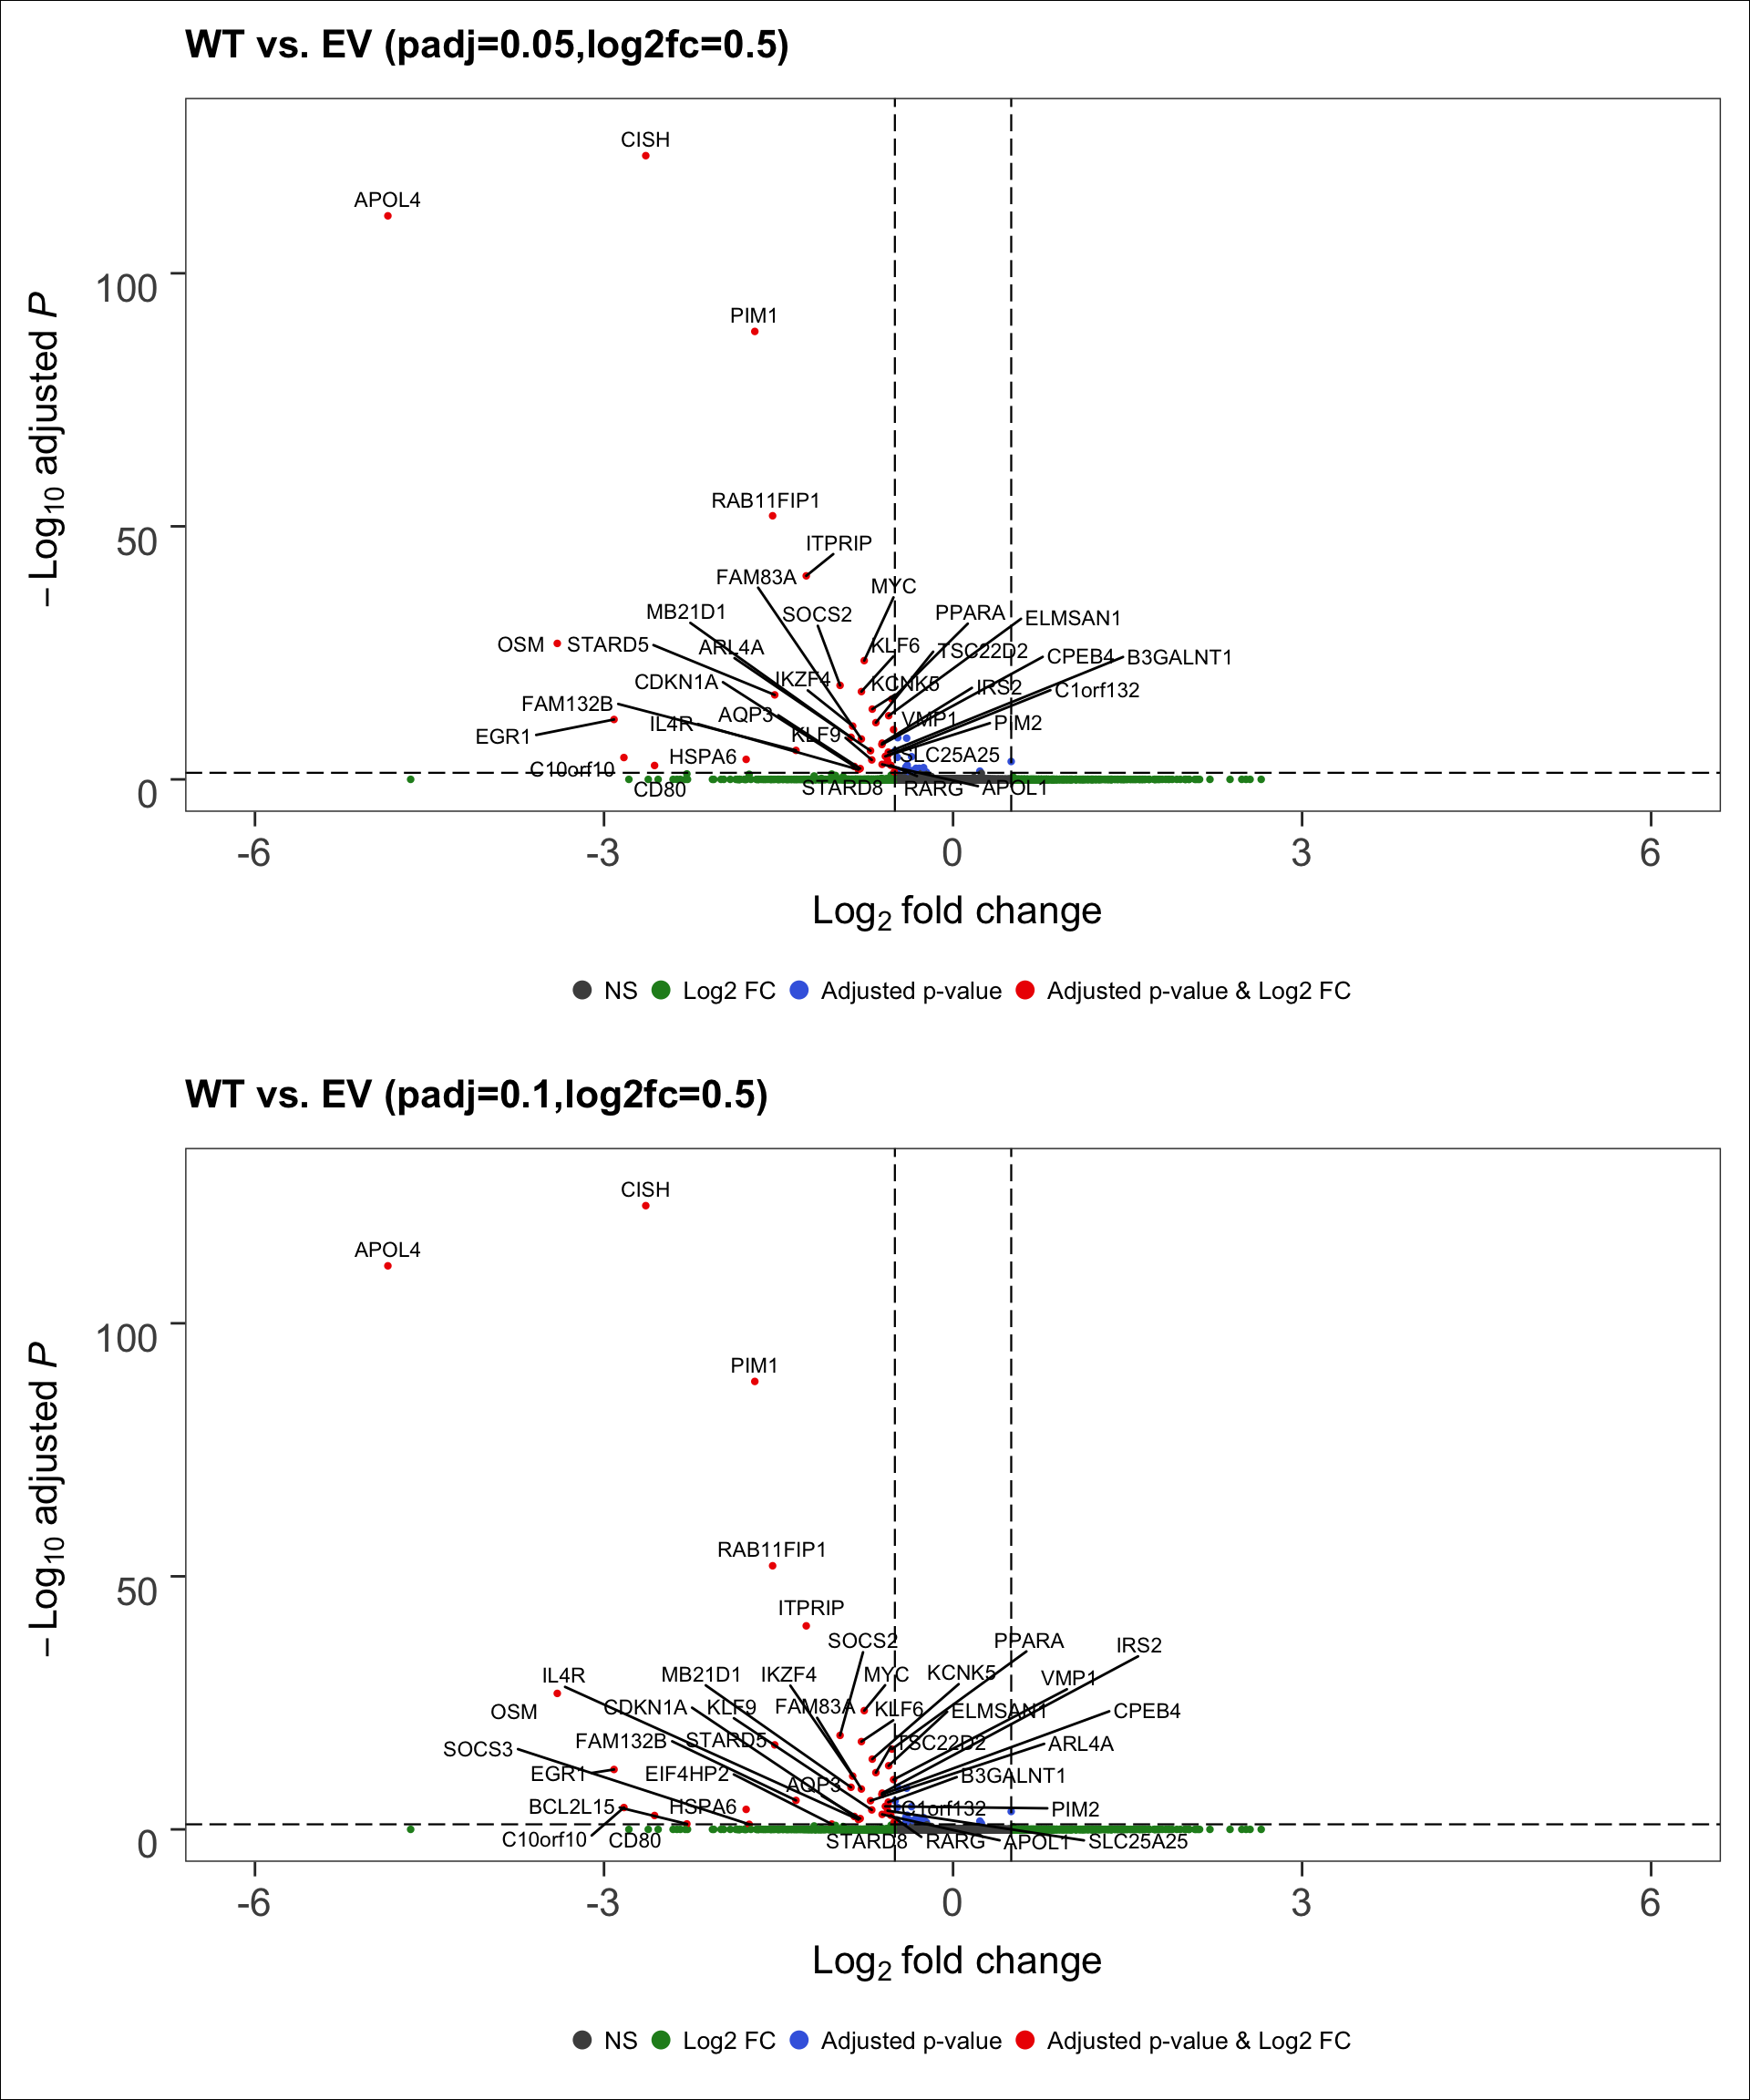 WT vs. EV (padj=0.05,log2fc=0.5)
CISH
APOL4
100
PIM1
− Log10 adjusted P
RAB11FIP1
50
ITPRIP
FAM83A
MYC
MB21D1
SOCS2
PPARA
ELMSAN1
OSM
STARD5
ARL4A
KLF6
TSC22D2
CPEB4
B3GALNT1
CDKN1A
IKZF4
KCNK5
IRS2
C1orf132
FAM132B
IL4R
AQP3
VMP1
PIM2
EGR1
KLF9
HSPA6
SLC25A25
C10orf10
CD80
STARD8
RARG
APOL1
0
-6
-3
0
3
6
Log2 fold change
NS
Log2 FC
Adjusted p-value
Adjusted p-value & Log2 FC
WT vs. EV (padj=0.1,log2fc=0.5)
CISH
APOL4
100
PIM1
− Log10 adjusted P
RAB11FIP1
50
ITPRIP
SOCS2
PPARA
IRS2
IL4R
MB21D1
IKZF4
MYC
KCNK5
VMP1
OSM
CDKN1A
KLF9
FAM83A
KLF6
ELMSAN1
CPEB4
SOCS3
FAM132B
STARD5
TSC22D2
ARL4A
EGR1
EIF4HP2
AQP3
B3GALNT1
BCL2L15
HSPA6
C1orf132
PIM2
C10orf10
CD80
STARD8
RARG
APOL1
SLC25A25
0
-6
-3
0
3
6
Log2 fold change
NS
Log2 FC
Adjusted p-value
Adjusted p-value & Log2 FC